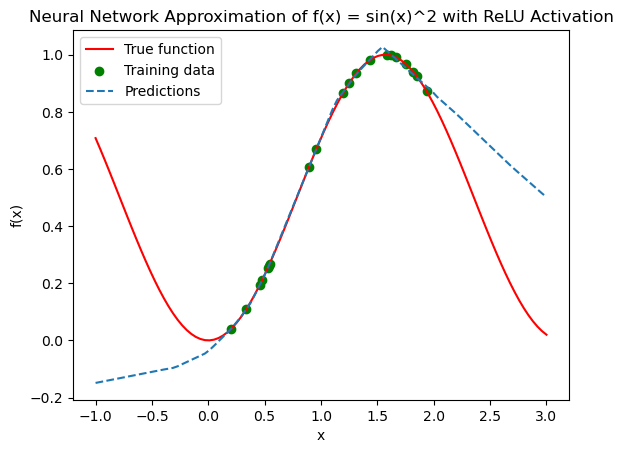 Neural Network Approximation of f(x) = sin(x)^2 with ReLU Activation
True function
Training data
Predictions
f(x)
1.0
0.8
0.6
0.4
0.2
0.0
−0.2
−1.0 −0.5 0.0 0.5 1.0 1.5 2.0 2.5 3.0
x